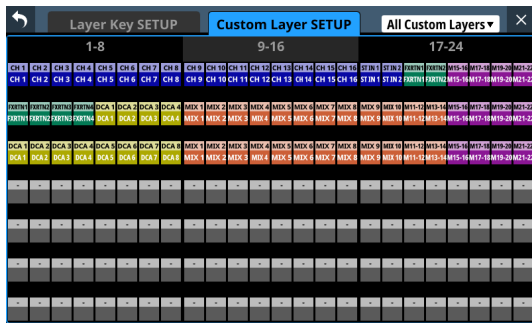 Layer Key SETUP Custom Layer SETUP All Custom Layers ▾ ×
1-8 9-16 17-24
CH 1 CH 2 CH 3 CH 4 CH 5 CH 6 CH 7 CH 8 CH 9 CH 10 CH 11 CH 12 CH 13 CH 14 CH 15 CH 16 ST IN 1 ST IN 2 FXRTN1 FXRTN2 M15-16 M17-18 M19-20 M21-22
CH 1 CH 2 CH 3 CH 4 CH 5 CH 6 CH 7 CH 8 CH 9 CH 10 CH 11 CH 12 CH 13 CH 14 CH 15 CH 16 ST IN 1 ST IN 2 FXRTN1 FXRTN2 M15-16 M17-18 M19-20 M21-22
FXRTN1 FXRTN2 FXRTN3 FXRTN4 DCA 1 DCA 2 DCA 3 DCA 4 MIX 1 MIX 2 MIX 3 MIX 4 MIX 5 MIX 6 MIX 7 MIX 8 MIX 9 MIX 10 M11-12 M13-14 M15-16 M17-18 M19-20 M21-22
FXRTN1 FXRTN2 FXRTN3 FXRTN4 DCA 1 DCA 2 DCA 3 DCA 4 MIX 1 MIX 2 MIX 3 MIX 4 MIX 5 MIX 6 MIX 7 MIX 8 MIX 9 MIX 10 M11-12 M13-14 M15-16 M17-18 M19-20 M21-22
DCA 1 DCA 2 DCA 3 DCA 4 DCA 5 DCA 6 DCA 7 DCA 8 MIX 1 MIX 2 MIX 3 MIX 4 MIX 5 MIX 6 MIX 7 MIX 8 MIX 9 MIX 10 M11-12 M13-14 M15-16 M17-18 M19-20 M21-22
DCA 1 DCA 2 DCA 3 DCA 4 DCA 5 DCA 6 DCA 7 DCA 8 MIX 1 MIX 2 MIX 3 MIX 4 MIX 5 MIX 6 MIX 7 MIX 8 MIX 9 MIX 10 M11-12 M13-14 M15-16 M17-18 M19-20 M21-22
- - - - - - - - - - - - - - - - - - - - - - - -
- - - - - - - - - - - - - - - - - - - - - - - -
- - - - - - - - - - - - - - - - - - - - - - - -
- - - - - - - - - - - - - - - - - - - - - - - -